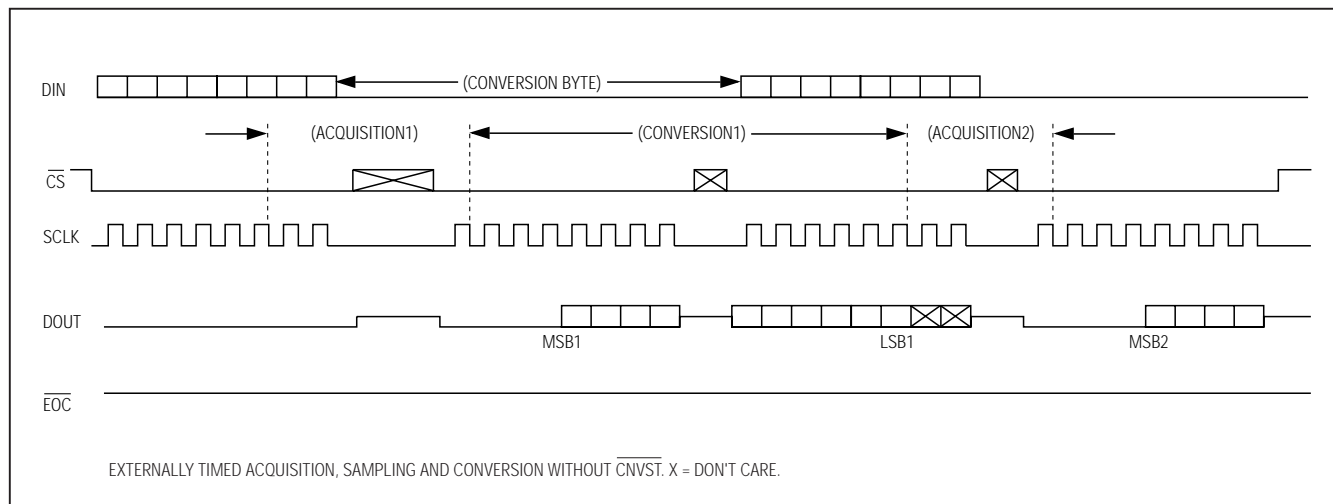 DIN
(CONVERSION BYTE)
(ACQUISITION1) (CONVERSION1) (ACQUISITION2)
CS
SCLK
DOUT
MSB1 LSB1 MSB2
EOC
EXTERNALLY TIMED ACQUISITION, SAMPLING AND CONVERSION WITHOUT CNVST. X = DON'T CARE.